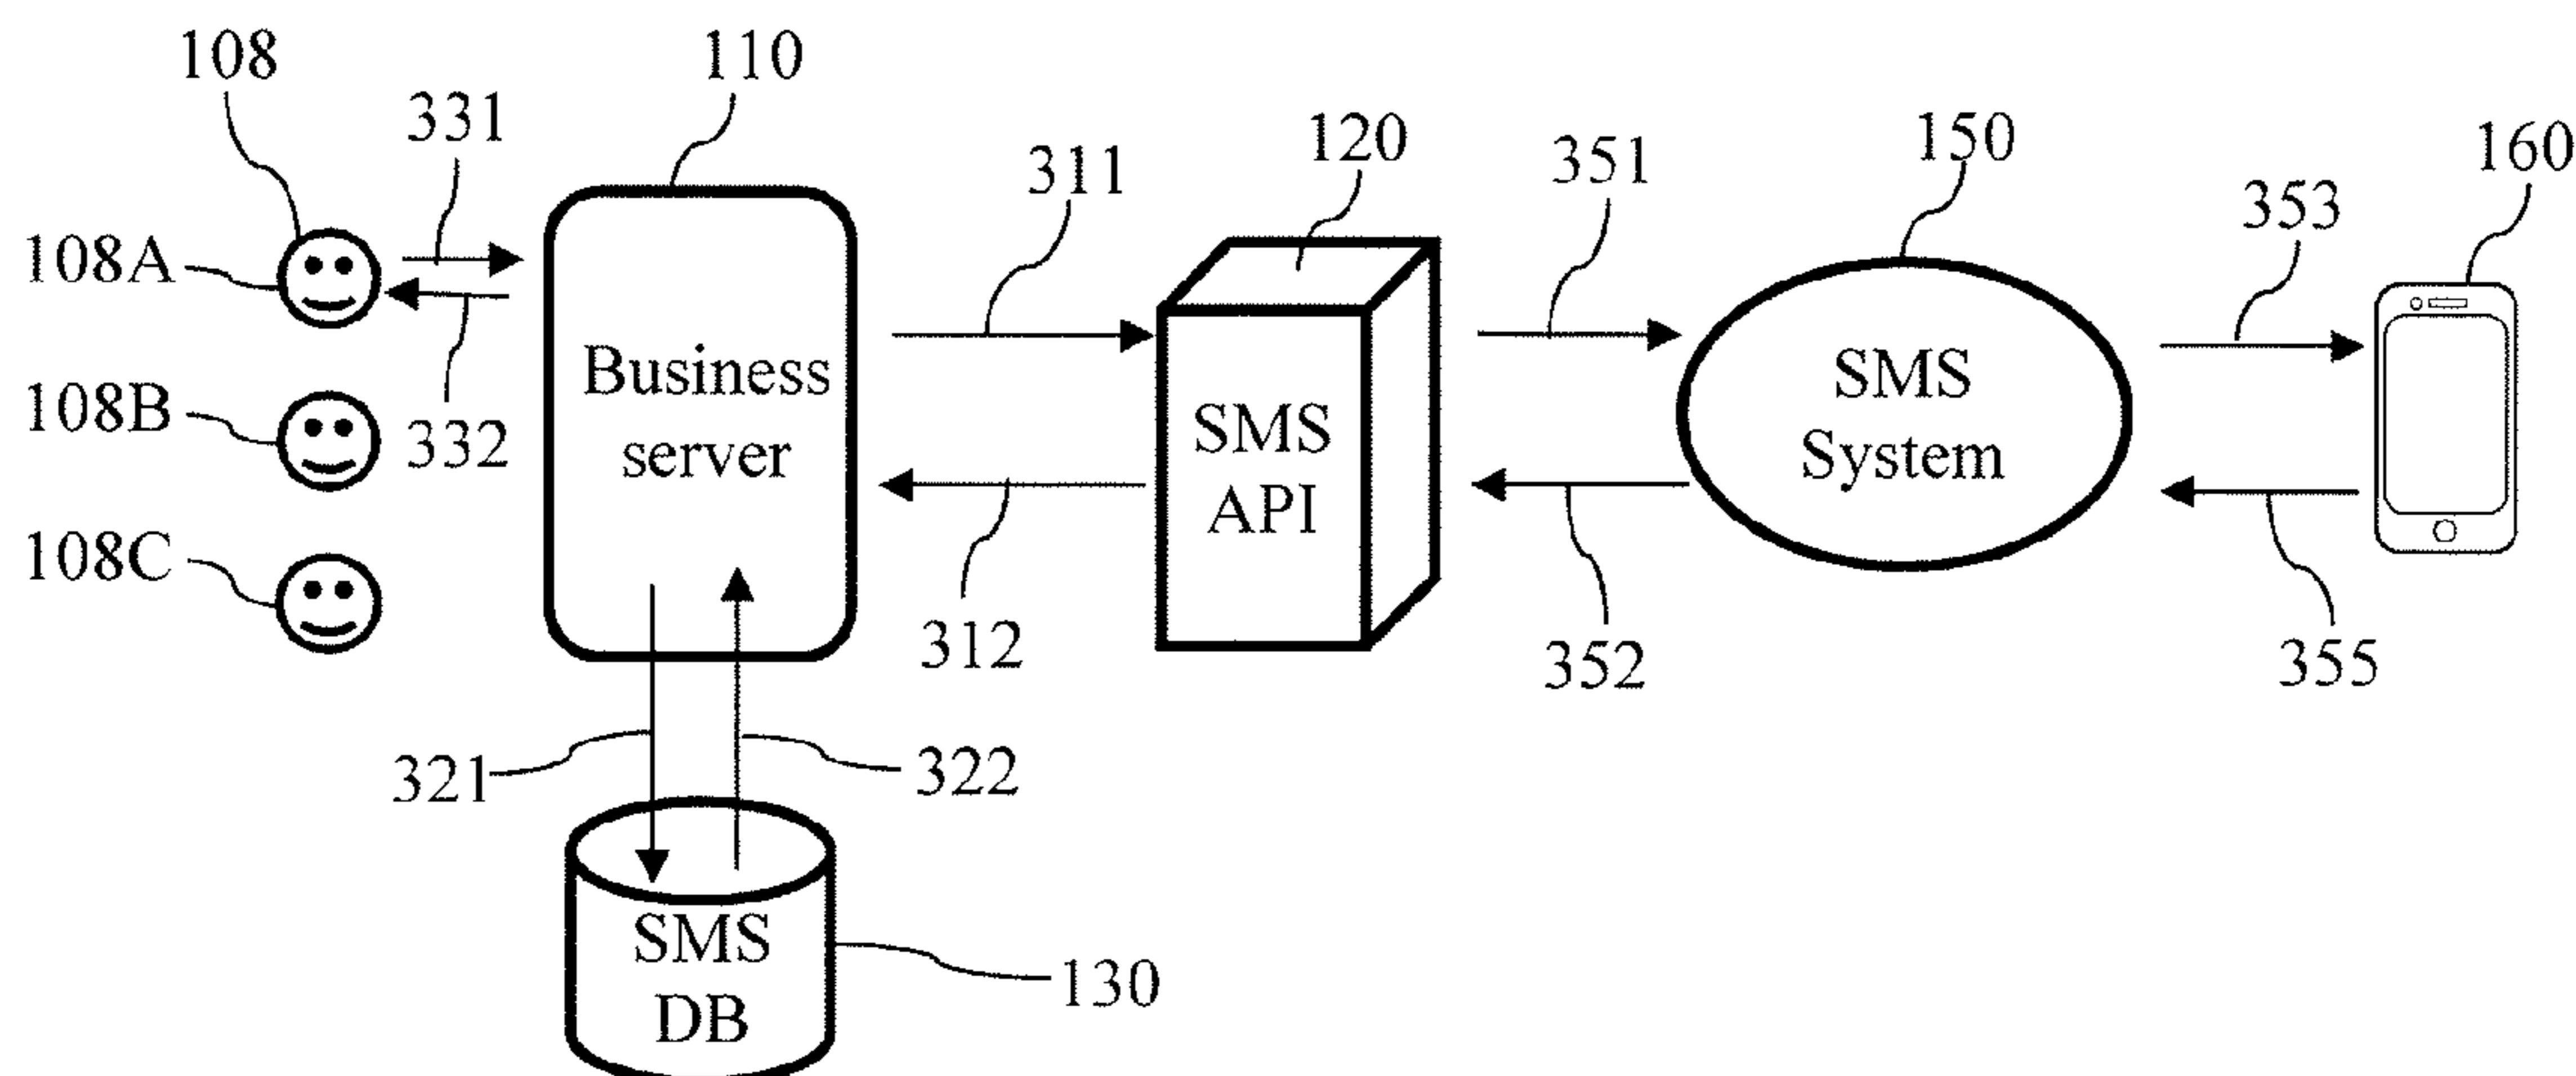 108
110
331
120
351
150
160
311
353
108A
Business
server
SMS
System
108B
332
SMS
API
108C
312
352
355
321
322
SMS
DB
130